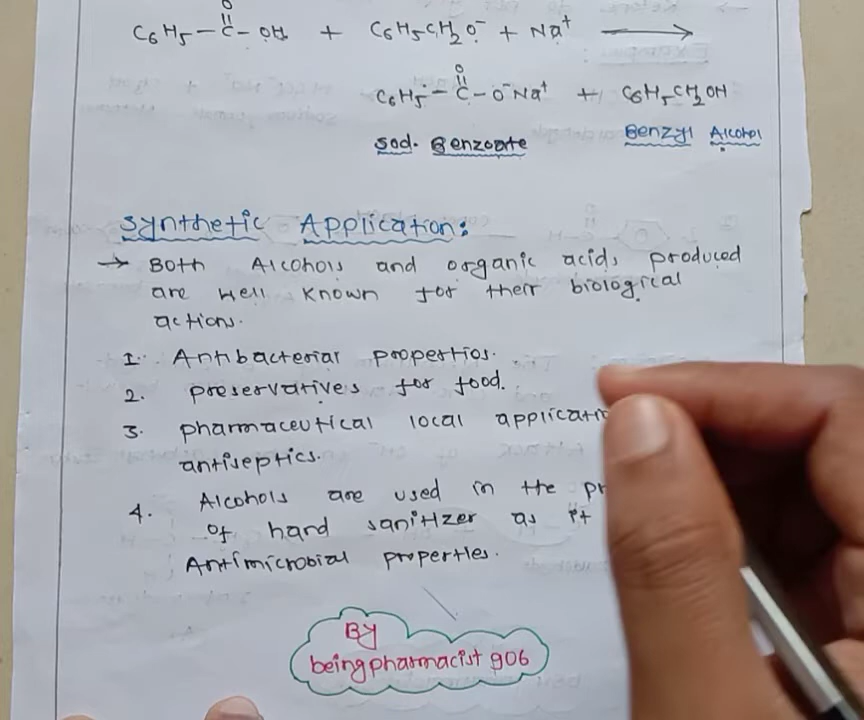 O
C6H5-C-OH + C6H5CH2O⁻ + Na⁺ →
O
C6H5-C-O⁻Na⁺ + C6H5CH2OH
Sod. Benzoate Benzyl Alcohol
Synthetic Application:
→ Both Alcohols and organic acids produced
are well known for their biological
actions.
1. Antibacterial properties.
2. preservatives for food.
3. pharmaceutical local
antiseptics.
4. Alcohols are used in the
of hand sanitizer as it
Antimicrobial properties.
By
beingpharmacist 906